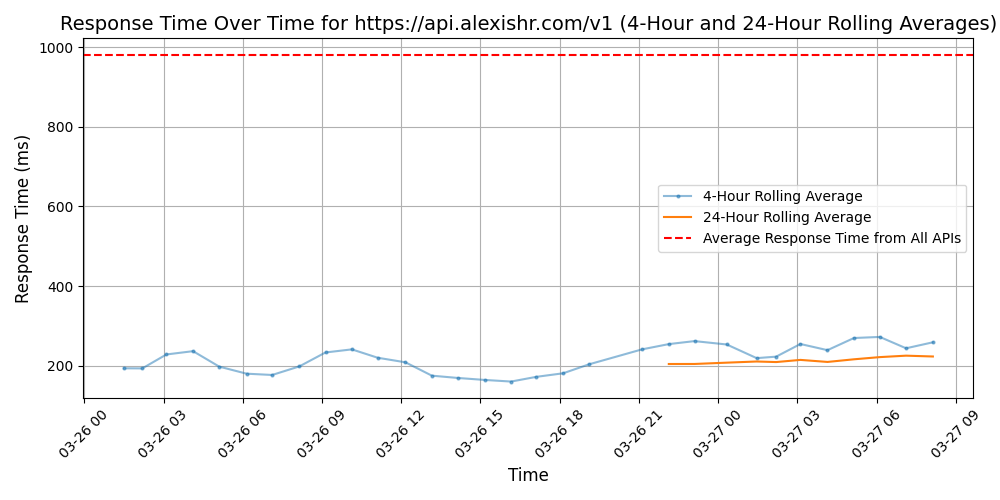 Response Time Over Time for https://api.alexishr.com/v1 (4-Hour and 24-Hour Rolling Averages)
Response Time (ms)
1000
800
600
400
200
4-Hour Rolling Average
24-Hour Rolling Average
Average Response Time from All APIs
03-26 00
03-26 03
03-26 06
03-26 09
03-26 12
03-26 15
03-26 18
03-26 21
03-27 00
03-27 03
03-27 06
03-27 09
Time